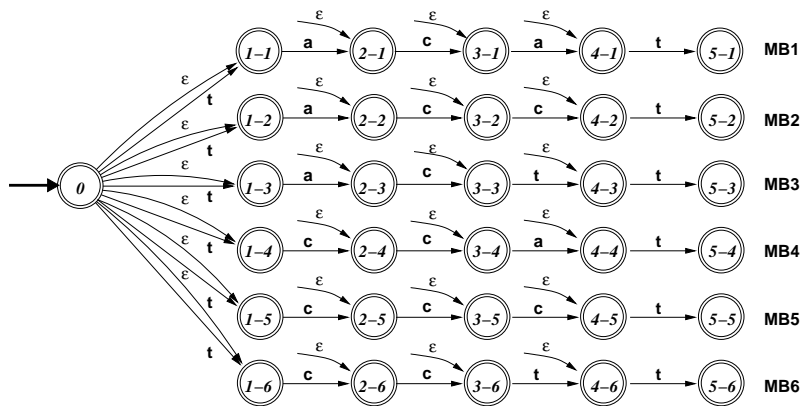 ε ε ε
1–1 a 2–1 c 3–1 a 4–1 t 5–1 MB1
ε
t
ε ε ε
ε 1–2 a 2–2 c 3–2 c 4–2 t 5–2 MB2
t
ε ε ε
ε
0 t 1–3 a 2–3 c 3–3 t 4–3 t 5–3 MB3
ε
ε ε ε
t 1–4 c 2–4 c 3–4 a 4–4 t 5–4 MB4
ε
ε
t ε ε ε
1–5 c 2–5 c 3–5 c 4–5 t 5–5 MB5
t
ε ε ε
1–6 c 2–6 c 3–6 t 4–6 t 5–6 MB6